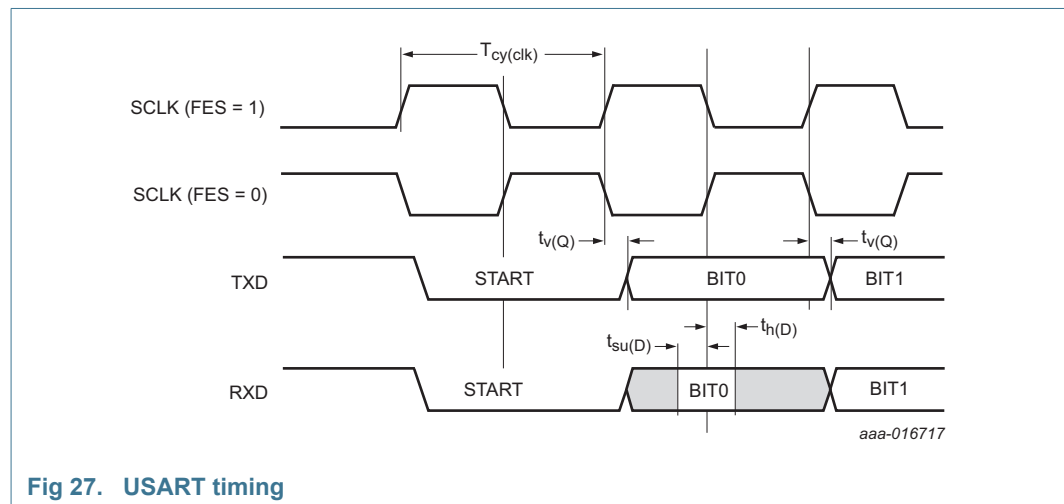 Tcy(clk)
SCLK (FES = 1)
SCLK (FES = 0)
tv(Q)
tv(Q)
TXD
START
BIT0
BIT1
th(D)
tsu(D)
RXD
START
BIT0
BIT1
aaa-016717
Fig 27. USART timing